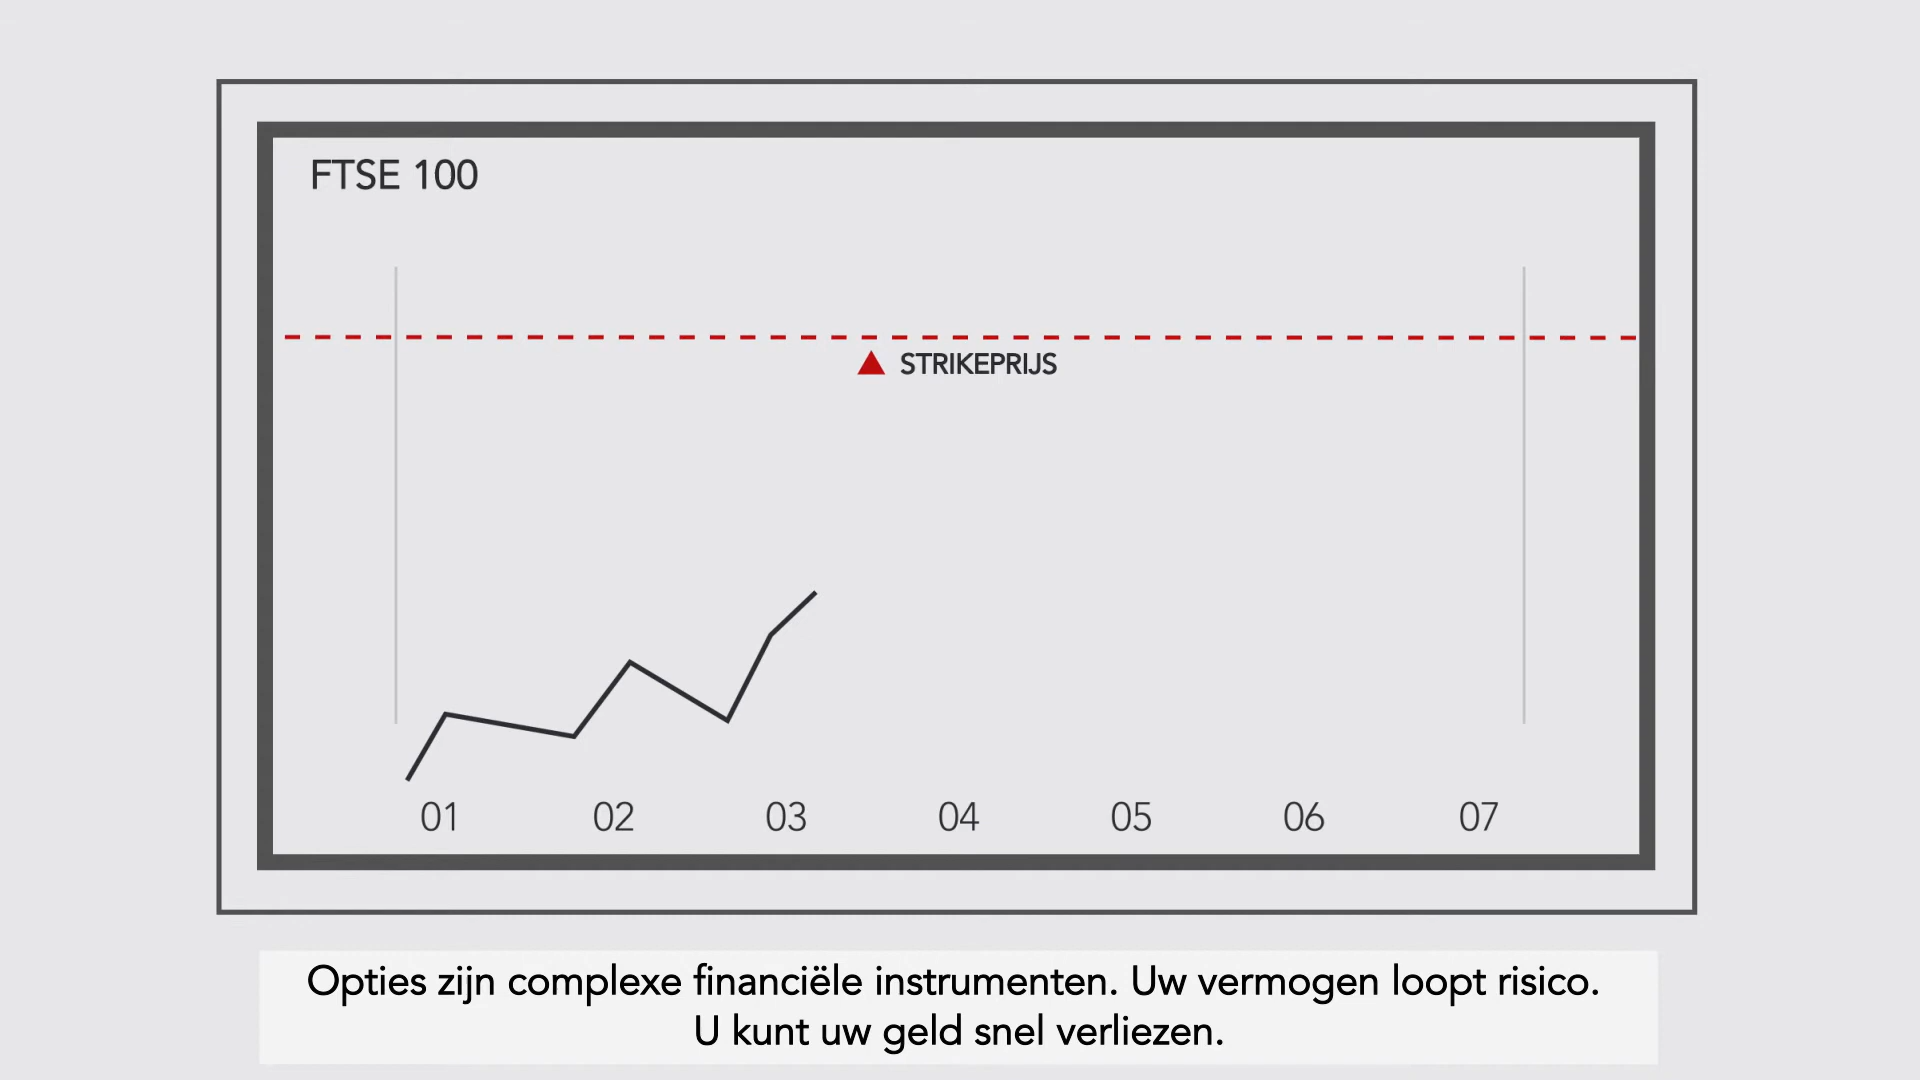 FTSE 100
STRIKEPRIJS
01 02 03 04 05 06 07
Opties zijn complexe financiële instrumenten. Uw vermogen loopt risico.
U kunt uw geld snel verliezen.